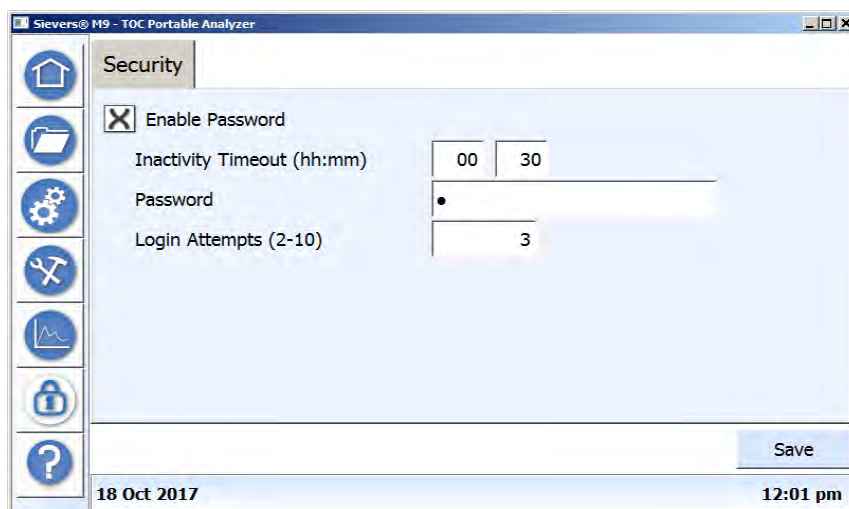 Sievers® M9 - TOC Portable Analyzer
Security
Enable Password
Inactivity Timeout (hh:mm) 00 30
Password •
Login Attempts (2-10) 3
Save
18 Oct 2017 12:01 pm